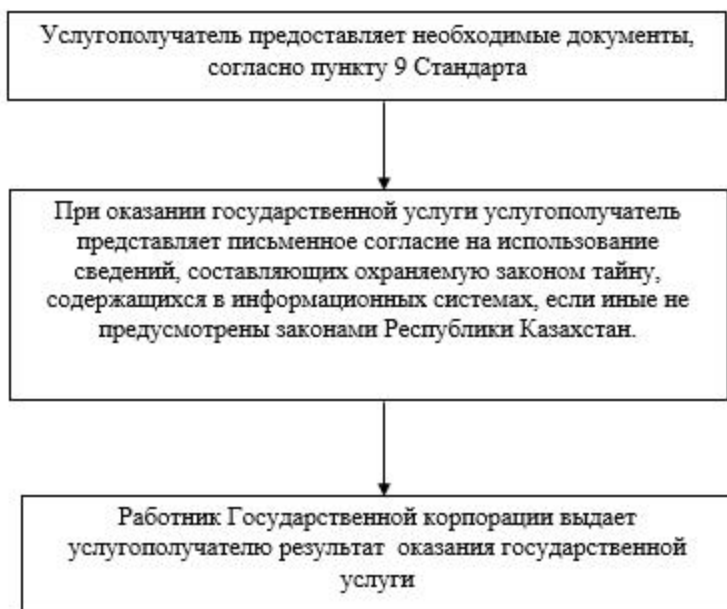 Услугополучатель предоставляет необходимые документы,
согласно пункту 9 Стандарта
При оказании государственной услуги услугополучатель
представляет письменное согласие на использование
сведений, составляющих охраняемую законом тайну,
содержащихся в информационных системах, если иные не
предусмотрены законами Республики Казахстан.
Работник Государственной корпорации выдает
услугополучателю результат оказания государственной
услуги